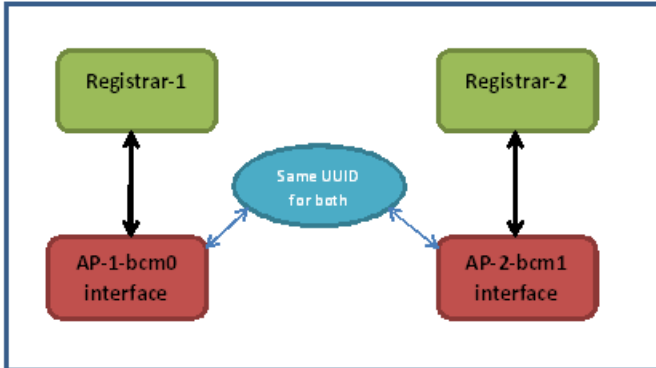 Registrar-1
Registrar-2
Same UUID
for both
AP-1-bcm0
interface
AP-2-bcm1
interface